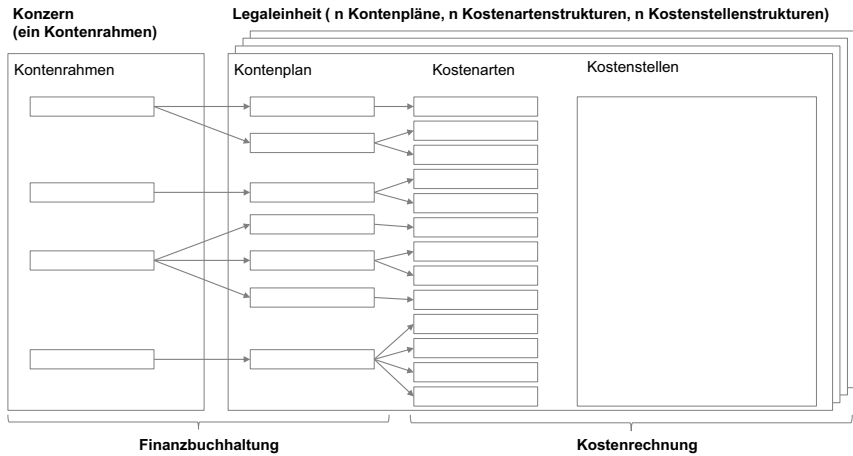 Konzern
(ein Kontenrahmen)
Legaleinheit ( n Kontenpläne, n Kostenartenstrukturen, n Kostenstellenstrukturen)
Kontenrahmen
Kontenplan
Kostenarten
Kostenstellen
Finanzbuchhaltung
Kostenrechnung